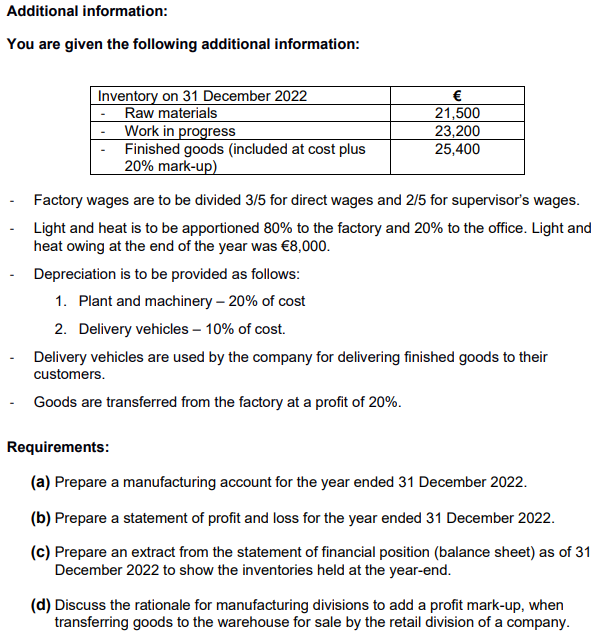 Additional information:
You are given the following additional information:
Inventory on 31 December 2022 €
- Raw materials 21,500
- Work in progress 23,200
- Finished goods (included at cost plus 25,400
20% mark-up)
- Factory wages are to be divided 3/5 for direct wages and 2/5 for supervisor's wages.
- Light and heat is to be apportioned 80% to the factory and 20% to the office. Light and
heat owing at the end of the year was €8,000.
- Depreciation is to be provided as follows:
1. Plant and machinery – 20% of cost
2. Delivery vehicles – 10% of cost.
- Delivery vehicles are used by the company for delivering finished goods to their
customers.
- Goods are transferred from the factory at a profit of 20%.
Requirements:
(a) Prepare a manufacturing account for the year ended 31 December 2022.
(b) Prepare a statement of profit and loss for the year ended 31 December 2022.
(c) Prepare an extract from the statement of financial position (balance sheet) as of 31
December 2022 to show the inventories held at the year-end.
(d) Discuss the rationale for manufacturing divisions to add a profit mark-up, when
transferring goods to the warehouse for sale by the retail division of a company.